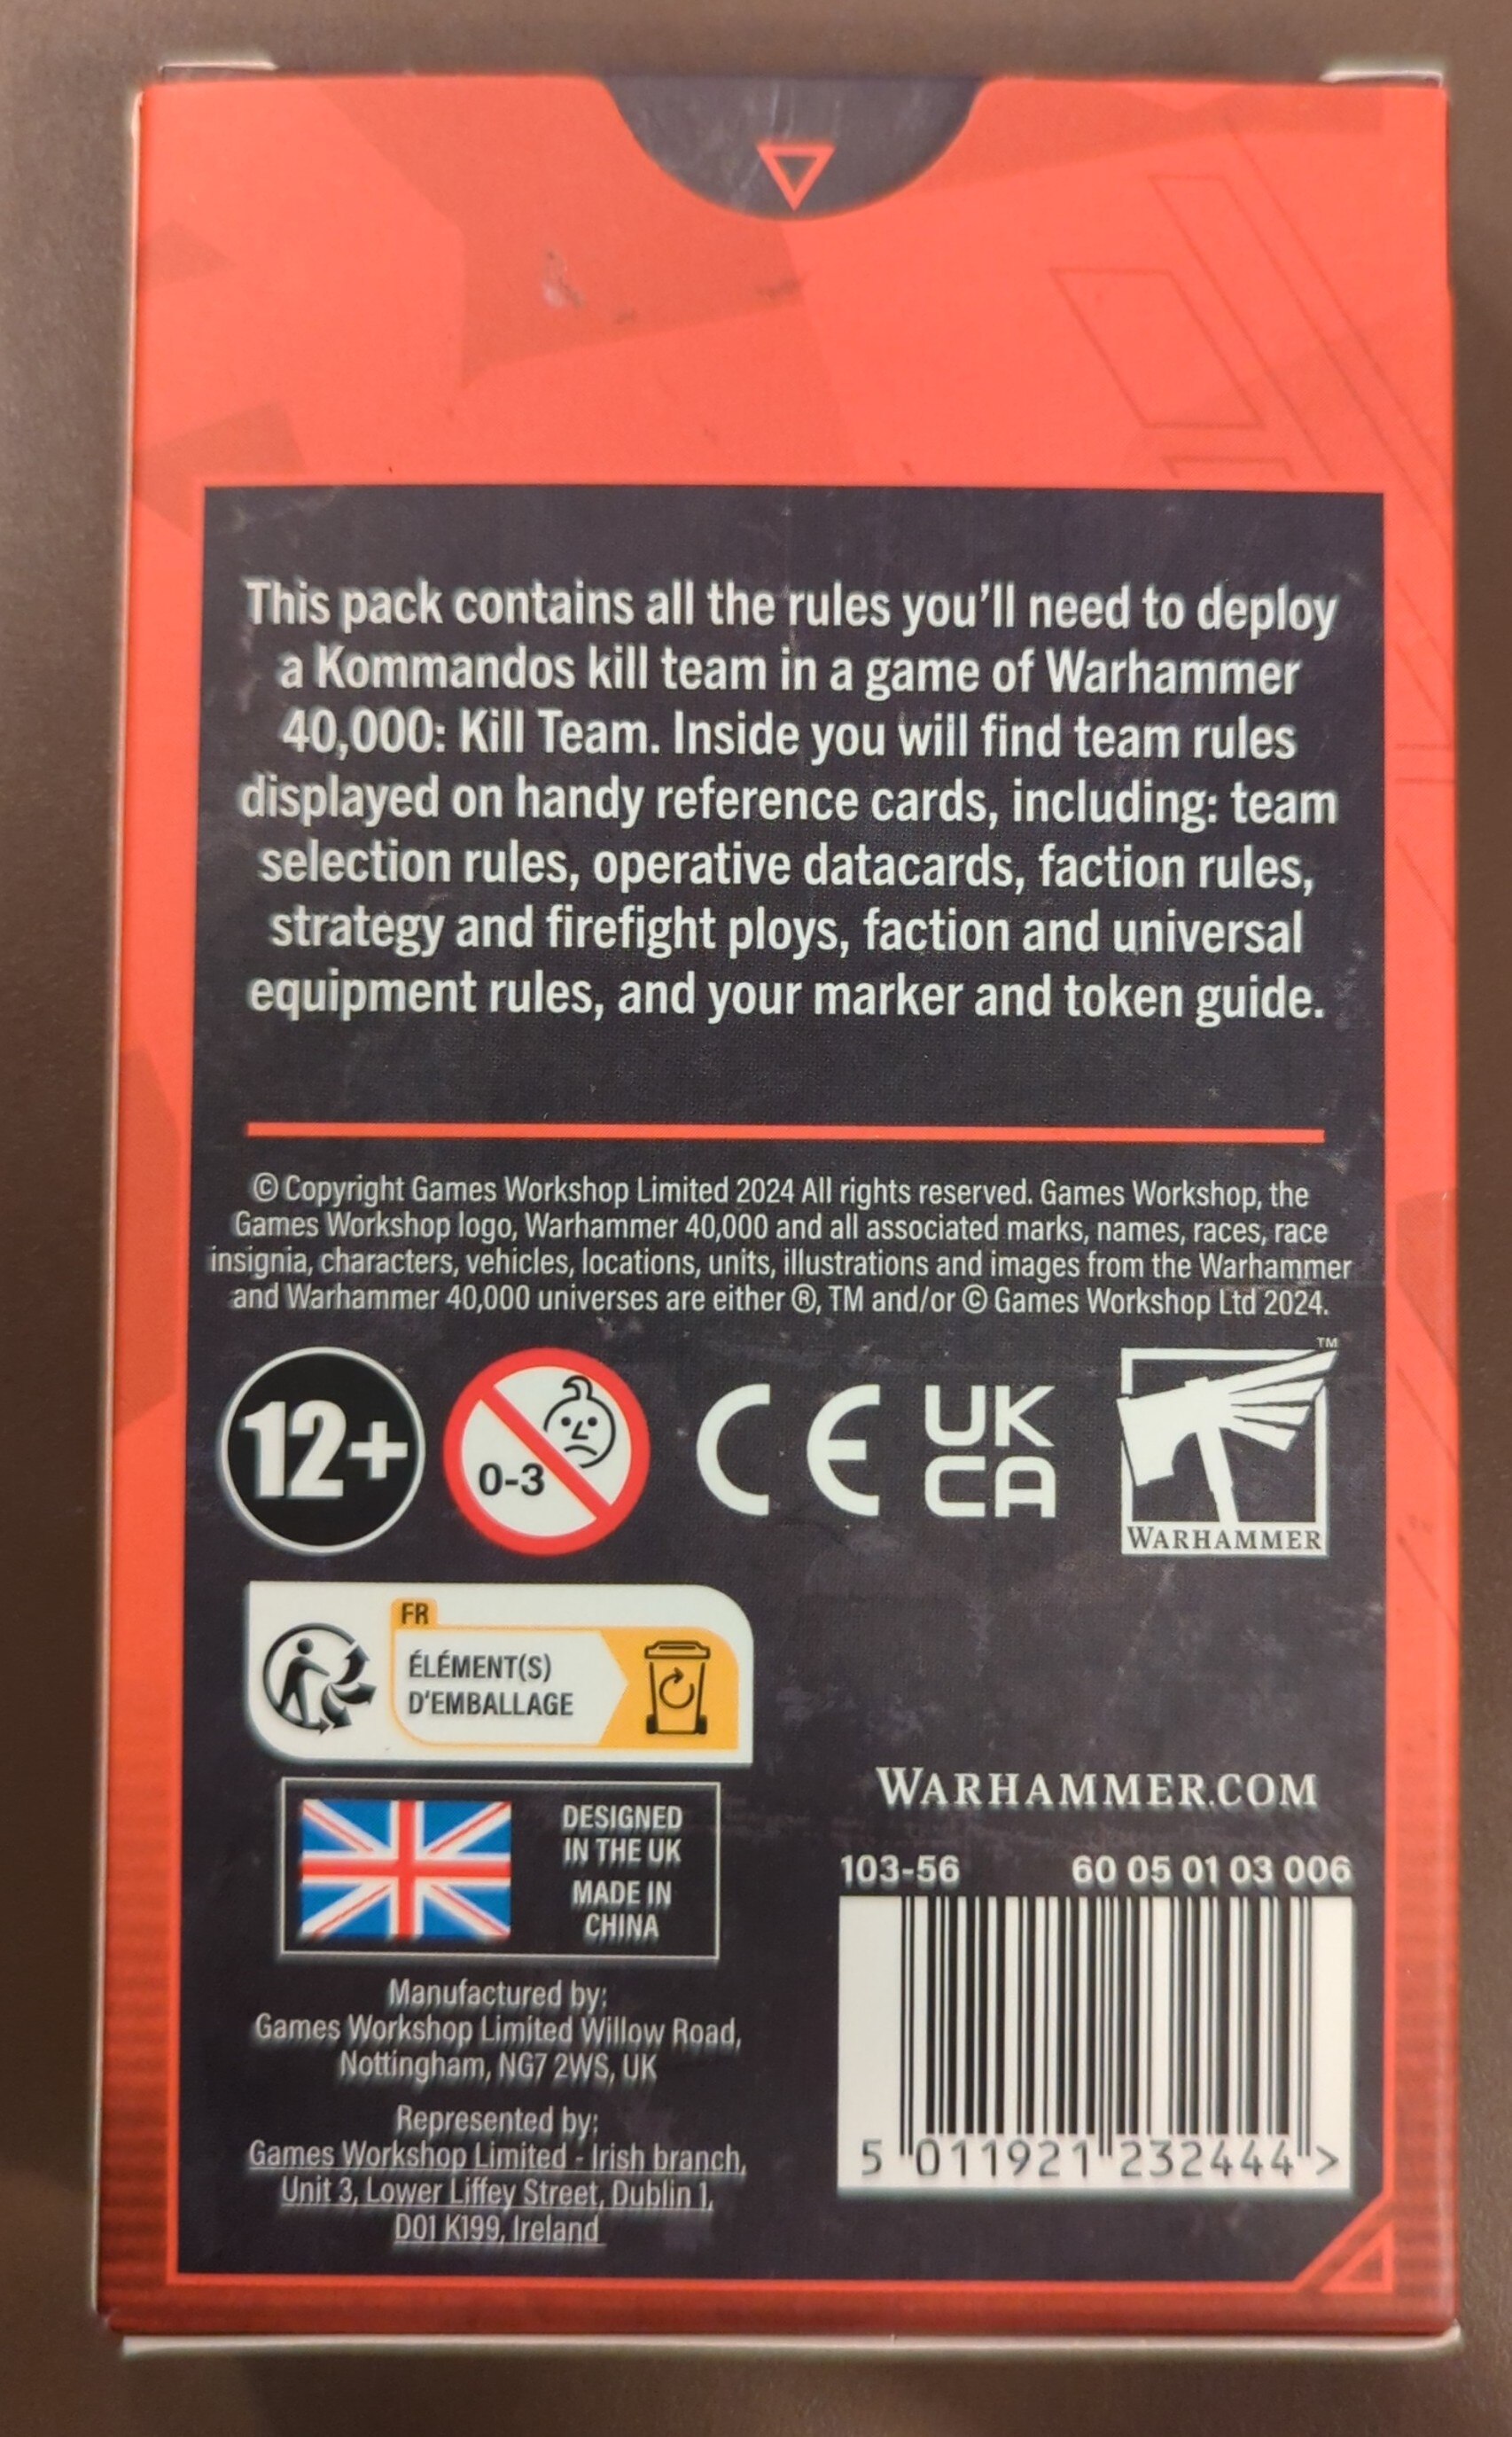 This pack contains all the rules you'll need to deploy
a Kommandos kill team in a game of Warhammer
40,000: Kill Team. Inside you will find team rules
displayed on handy reference cards, including: team
selection rules, operative datacards, faction rules,
strategy and firefight ploys, faction and universal
equipment rules, and your marker and token guide.
© Copyright Games Workshop Limited 2024 All rights reserved. Games Workshop, the
Games Workshop logo, Warhammer 40,000 and all associated marks, names, races, race
insignia, characters, vehicles, locations, units, illustrations and images from the Warhammer
and Warhammer 40,000 universes are either ®, TM and/or © Games Workshop Ltd 2024.
12+
0-3
CE
UK
CA
TM
WARHAMMER
FR
ÉLÉMENT(S)
D'EMBALLAGE
DESIGNED
IN THE UK
MADE IN
CHINA
Manufactured by:
Games Workshop Limited Willow Road,
Nottingham, NG7 2WS, UK
Represented by:
Games Workshop Limited - Irish branch,
Unit 3, Lower Liffey Street, Dublin 1,
D01 K199, Ireland
WARHAMMER.COM
103-56 60 05 01 03 006
5 011921 232444 >